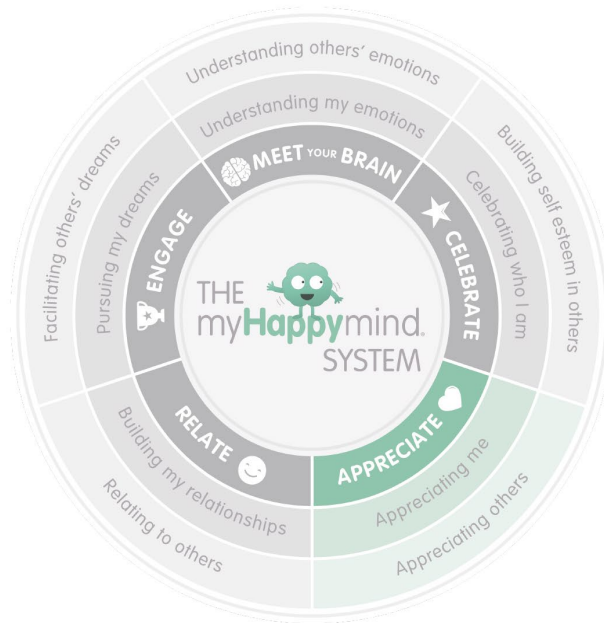 Understanding others' emotions
Understanding my emotions
MEET YOUR BRAIN
Building self esteem in others
Celebrating who I am
CELEBRATE
Appreciating others
Appreciating me
APPRECIATE
Relating to others
Building my relationships
RELATE
Facilitating others' dreams
Pursuing my dreams
ENGAGE
THE
myHappymind®
SYSTEM